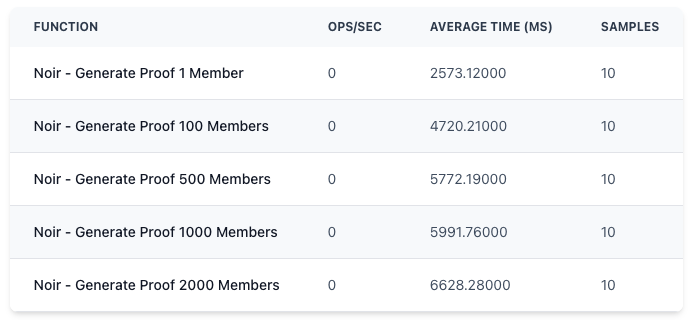 FUNCTION OPS/SEC AVERAGE TIME (MS) SAMPLES
Noir - Generate Proof 1 Member 0 2573.12000 10
Noir - Generate Proof 100 Members 0 4720.21000 10
Noir - Generate Proof 500 Members 0 5772.19000 10
Noir - Generate Proof 1000 Members 0 5991.76000 10
Noir - Generate Proof 2000 Members 0 6628.28000 10